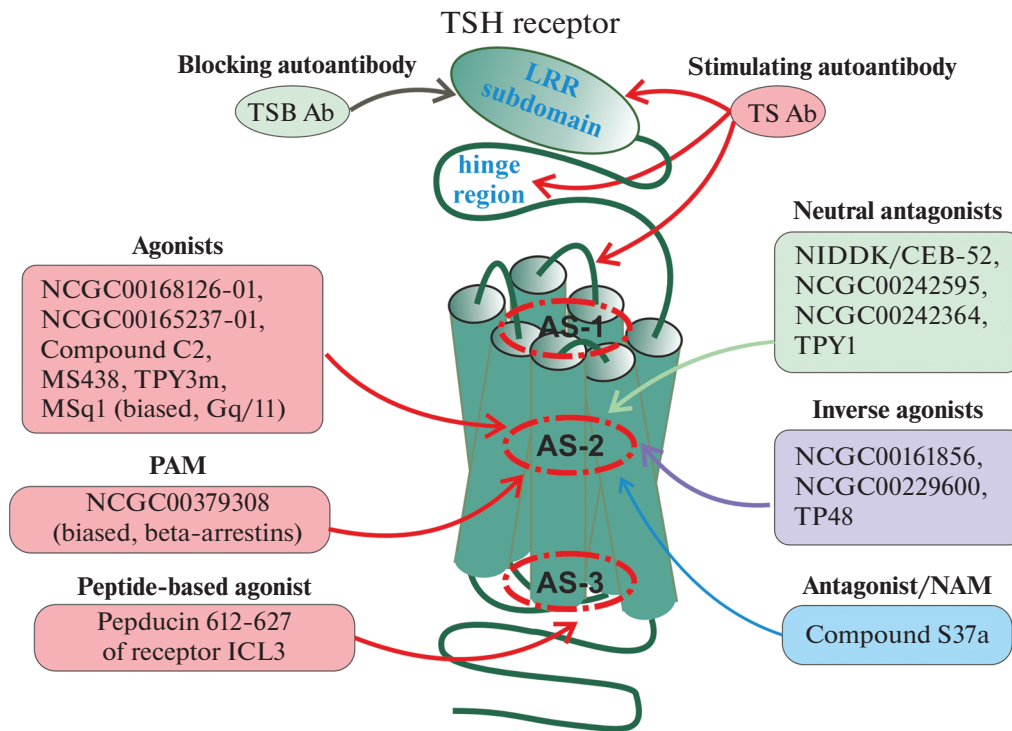 TSH receptor
Blocking autoantibody
TSB Ab
LRR
subdomain
Stimulating autoantibody
TS Ab
hinge
region
Agonists
NCGC00168126-01,
NCGC00165237-01,
Compound C2,
MS438, TPY3m,
MSq1 (biased, Gq/11)
PAM
NCGC00379308
(biased, beta-arrestins)
Peptide-based agonist
Pepducin 612-627
of receptor ICL3
AS-1
AS-2
AS-3
Neutral antagonists
NIDDK/CEB-52,
NCGC00242595,
NCGC00242364,
TPY1
Inverse agonists
NCGC00161856,
NCGC00229600,
TP48
Antagonist/NAM
Compound S37a